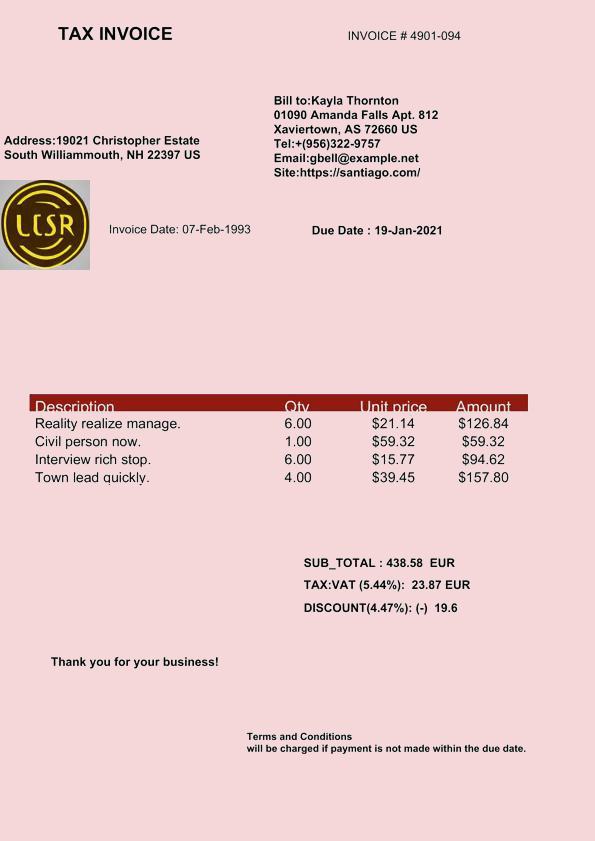 TAX INVOICE
INVOICE # 4901-094
Bill to:Kayla Thornton
01090 Amanda Falls Apt. 812
Xaviertown, AS 72660 US
Tel:+(956)322-9757
Email:gbell@example.net
Site:https://santiago.com/
Address:19021 Christopher Estate
South Williammouth, NH 22397 US
LCSR
Invoice Date: 07-Feb-1993
Due Date : 19-Jan-2021
Description Qty Unit price Amount
Reality realize manage. 6.00 $21.14 $126.84
Civil person now. 1.00 $59.32 $59.32
Interview rich stop. 6.00 $15.77 $94.62
Town lead quickly. 4.00 $39.45 $157.80
SUB_TOTAL : 438.58 EUR
TAX:VAT (5.44%): 23.87 EUR
DISCOUNT(4.47%): (-) 19.6
Thank you for your business!
Terms and Conditions
will be charged if payment is not made within the due date.